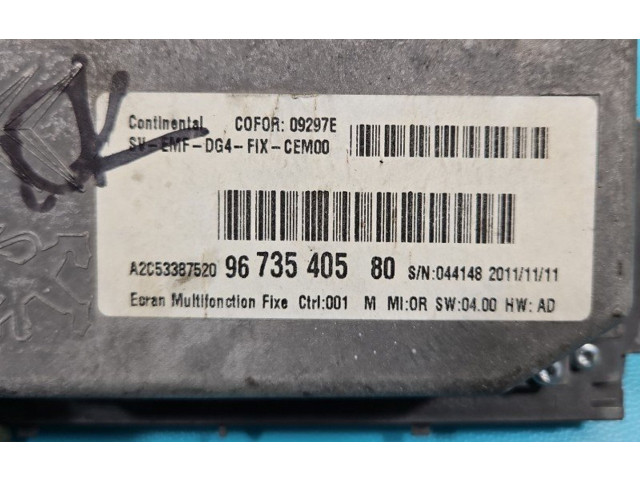 Continental COFOR: 09297E
SV-EMF-DG4-FIX-CEM00
A2C53387520 96 735 405 80 S/N:044148 2011/11/11
Ecran Multifonction Fixe Ctrl:001 M MI:OR SW:04.00 HW: AD